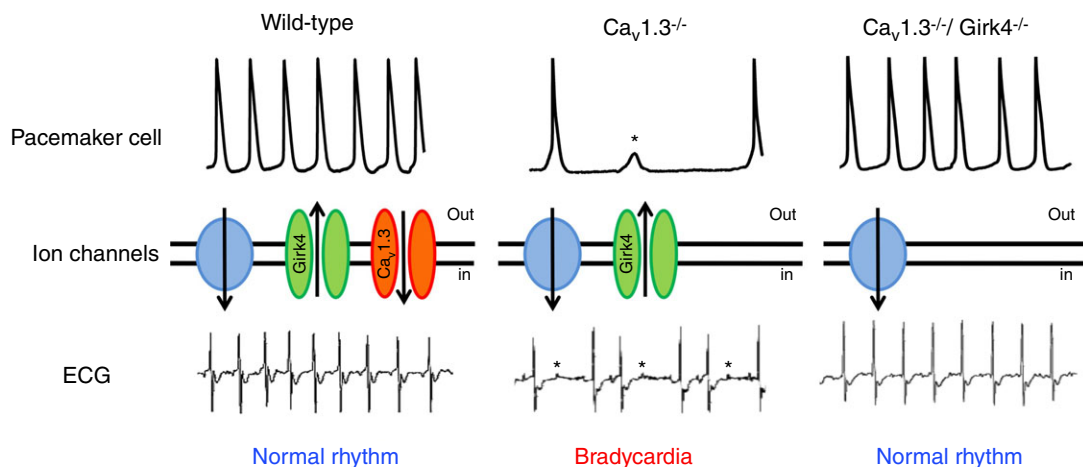 Wild-type
Caᵥ1.3⁻/⁻
Caᵥ1.3⁻/⁻/ Girk4⁻/⁻
Pacemaker cell
*
Ion channels
Girk4
Caᵥ1.3
Out
in
Girk4
Out
in
Out
in
ECG
*
*
*
Normal rhythm
Bradycardia
Normal rhythm